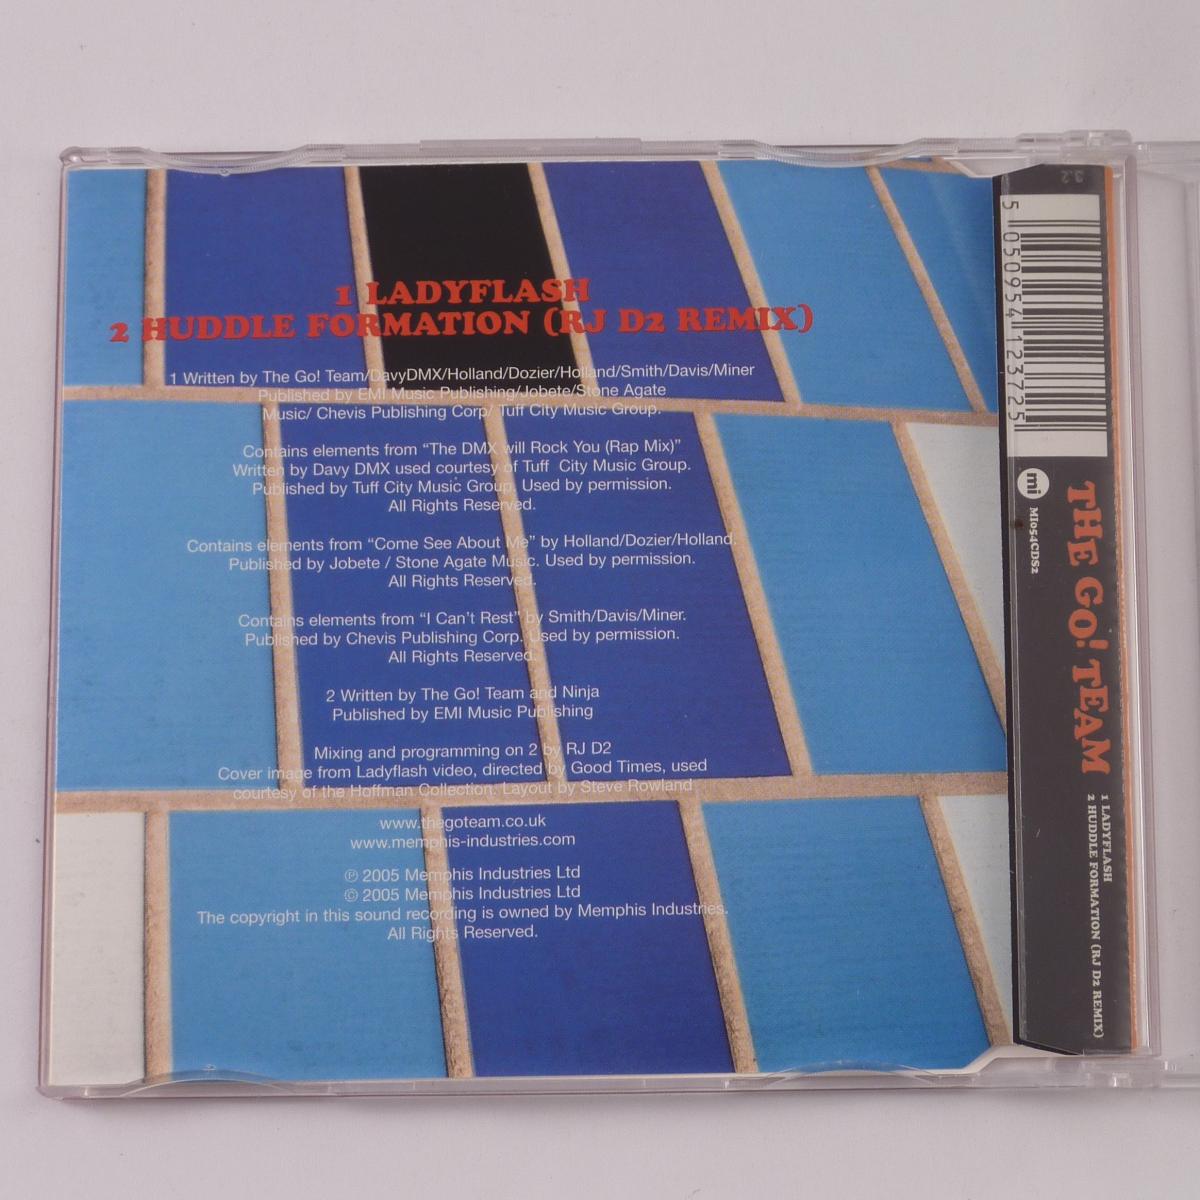 1 LADYFLASH
2 HUDDLE FORMATION (RJ D2 REMIX)
1 Written by The Go! Team/DavyDMX/Holland/Dozier/Holland/Smith/Davis/Miner
Published by EMI Music Publishing/Jobete/Stone Agate
Music/ Chevis Publishing Corp/ Tuff City Music Group.
Contains elements from “The DMX will Rock You (Rap Mix)”
Written by Davy DMX used courtesy of Tuff City Music Group.
Published by Tuff City Music Group. Used by permission.
All Rights Reserved.
Contains elements from “Come See About Me” by Holland/Dozier/Holland.
Published by Jobete / Stone Agate Music. Used by permission.
All Rights Reserved.
Contains elements from “I Can't Rest” by Smith/Davis/Miner.
Published by Chevis Publishing Corp. Used by permission.
All Rights Reserved.
2 Written by The Go! Team and Ninja
Published by EMI Music Publishing
Mixing and programming on 2 by RJ D2
Cover image from Ladyflash video, directed by Good Times, used
courtesy of the Hoffman Collection. Layout by Steve Rowland
www.thegoteam.co.uk
www.memphis-industries.com
℗ 2005 Memphis Industries Ltd
© 2005 Memphis Industries Ltd
The copyright in this sound recording is owned by Memphis Industries.
All Rights Reserved.
3.2
5 050954 123725
mi
MI054CDS2
THE GO! TEAM
1 LADYFLASH
2 HUDDLE FORMATION (RJ D2 REMIX)